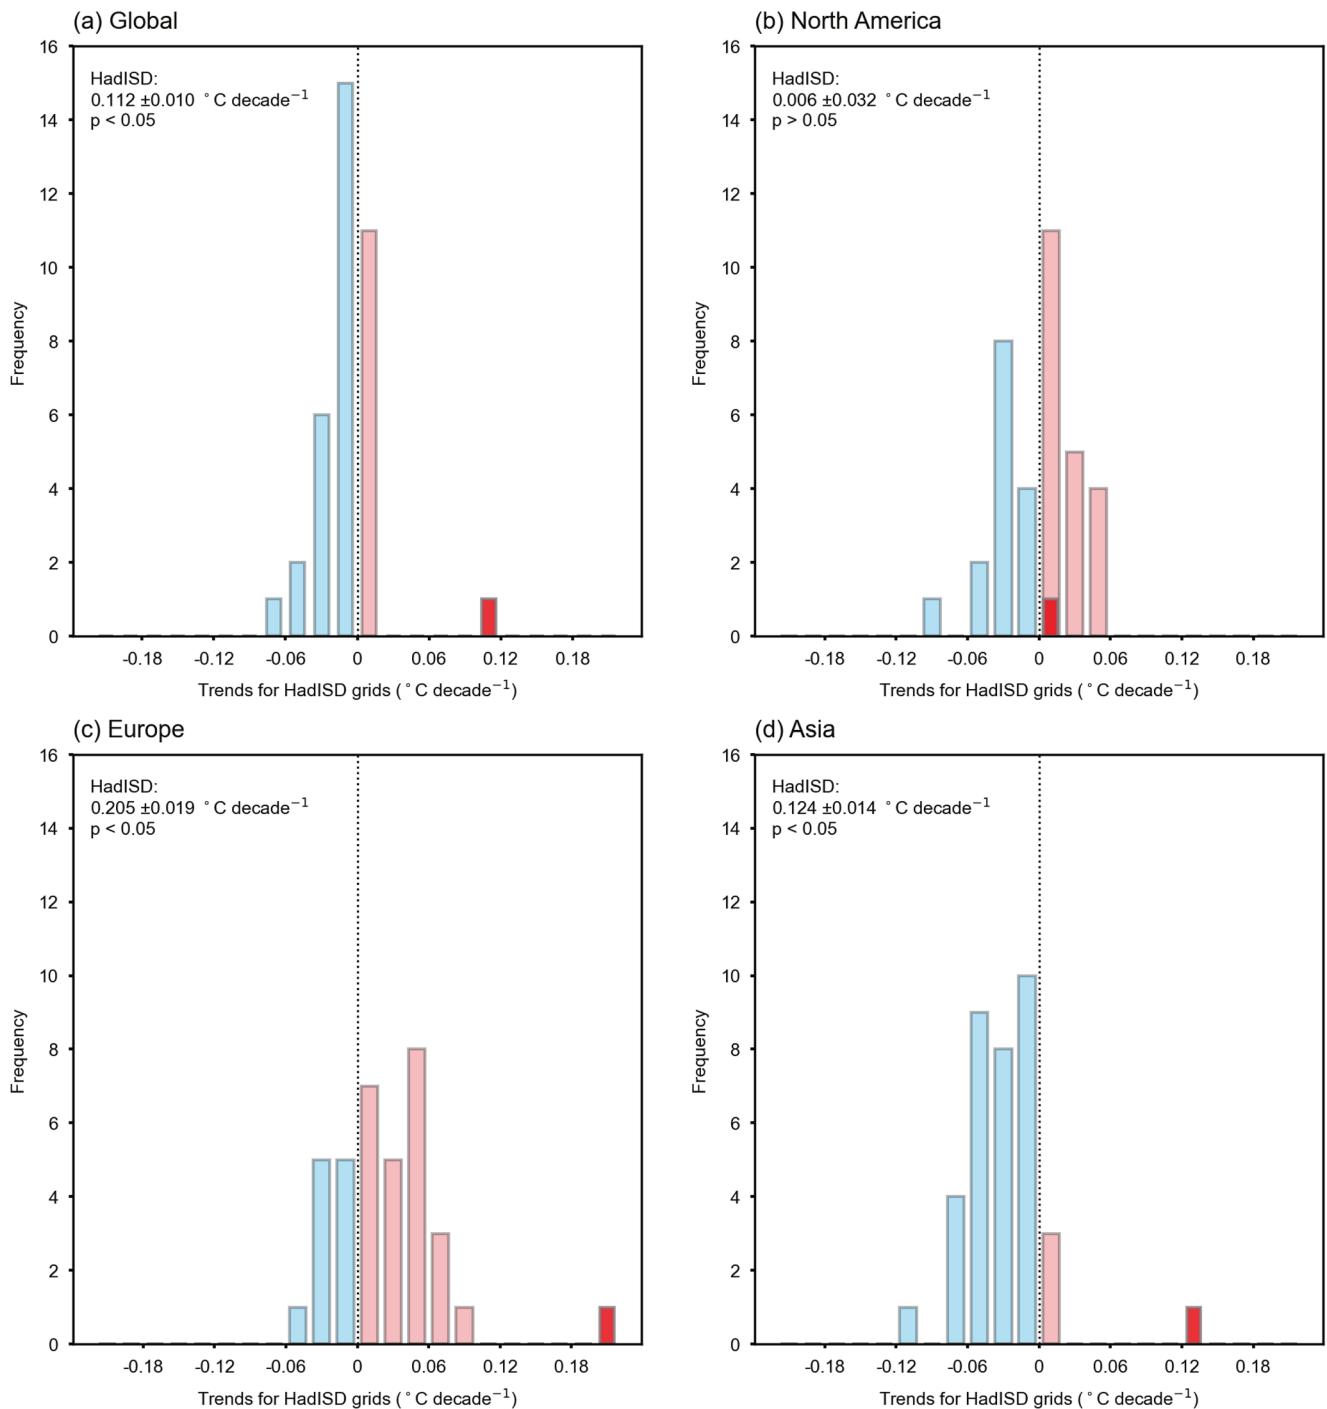 (a) Global
16
14
12
10
8
6
4
2
0
Frequency
HadISD:
0.112 ±0.010 °C decade⁻¹
p < 0.05
-0.18 -0.12 -0.06 0 0.06 0.12 0.18
Trends for HadISD grids (°C decade⁻¹)
(b) North America
16
14
12
10
8
6
4
2
0
Frequency
HadISD:
0.006 ±0.032 °C decade⁻¹
p > 0.05
-0.18 -0.12 -0.06 0 0.06 0.12 0.18
Trends for HadISD grids (°C decade⁻¹)
(c) Europe
16
14
12
10
8
6
4
2
0
Frequency
HadISD:
0.205 ±0.019 °C decade⁻¹
p < 0.05
-0.18 -0.12 -0.06 0 0.06 0.12 0.18
Trends for HadISD grids (°C decade⁻¹)
(d) Asia
16
14
12
10
8
6
4
2
0
Frequency
HadISD:
0.124 ±0.014 °C decade⁻¹
p < 0.05
-0.18 -0.12 -0.06 0 0.06 0.12 0.18
Trends for HadISD grids (°C decade⁻¹)